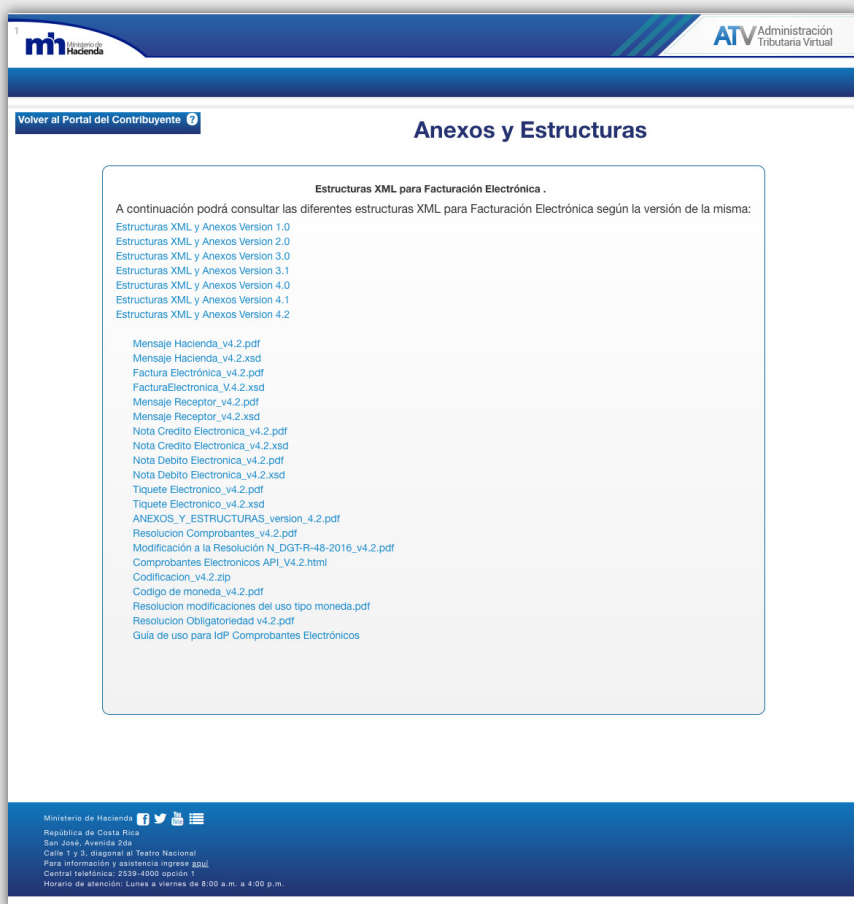 1
mh Ministerio de
Hacienda
ATV Administración
Tributaria Virtual
Volver al Portal del Contribuyente ?
Anexos y Estructuras
Estructuras XML para Facturación Electrónica .
A continuación podrá consultar las diferentes estructuras XML para Facturación Electrónica según la versión de la misma:
Estructuras XML y Anexos Version 1.0
Estructuras XML y Anexos Version 2.0
Estructuras XML y Anexos Version 3.0
Estructuras XML y Anexos Version 3.1
Estructuras XML y Anexos Version 4.0
Estructuras XML y Anexos Version 4.1
Estructuras XML y Anexos Version 4.2
Mensaje Hacienda_v4.2.pdf
Mensaje Hacienda_v4.2.xsd
Factura Electrónica_v4.2.pdf
FacturaElectronica_V.4.2.xsd
Mensaje Receptor_v4.2.pdf
Mensaje Receptor_v4.2.xsd
Nota Credito Electronica_v4.2.pdf
Nota Credito Electronica_v4.2.xsd
Nota Debito Electronica_v4.2.pdf
Nota Debito Electronica_v4.2.xsd
Tiquete Electronico_v4.2.pdf
Tiquete Electronico_v4.2.xsd
ANEXOS_Y_ESTRUCTURAS_version_4.2.pdf
Resolucion Comprobantes_v4.2.pdf
Modificación a la Resolución N_DGT-R-48-2016_v4.2.pdf
Comprobantes Electronicos API_V4.2.html
Codificacion_v4.2.zip
Codigo de moneda_v4.2.pdf
Resolucion modificaciones del uso tipo moneda.pdf
Resolucion Obligatoriedad v4.2.pdf
Guía de uso para IdP Comprobantes Electrónicos
Ministerio de Hacienda f You Tube
República de Costa Rica
San José, Avenida 2da
Calle 1 y 3, diagonal al Teatro Nacional
Para información y asistencia ingrese aquí
Central telefónica: 2539-4000 opción 1
Horario de atención: Lunes a viernes de 8:00 a.m. a 4:00 p.m.